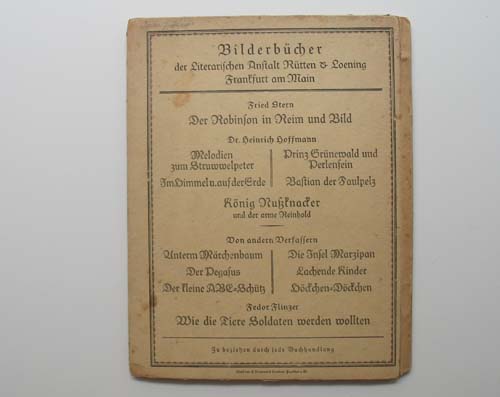 Bilderbücher
der Literarischen Anstalt Rütten & Loening
Frankfurt am Main
Fried Stern
Der Robinson in Reim und Bild
Dr. Heinrich Hoffmann
Melodien
zum Struwwelpeter
Im Himmel u. auf der Erde
Prinz Grünewald und
Perlenfein
Bastian der Faulpelz
König Nußknacker
und der arme Reinhold
Von andern Verfassern
Unterm Märchenbaum
Der Pegasus
Der kleine ABC-Schütz
Die Insel Marzipan
Lachende Kinder
Höckchen-Döckchen
Fedor Flinzer
Wie die Tiere Soldaten werden wollten
Zu beziehen durch jede Buchhandlung